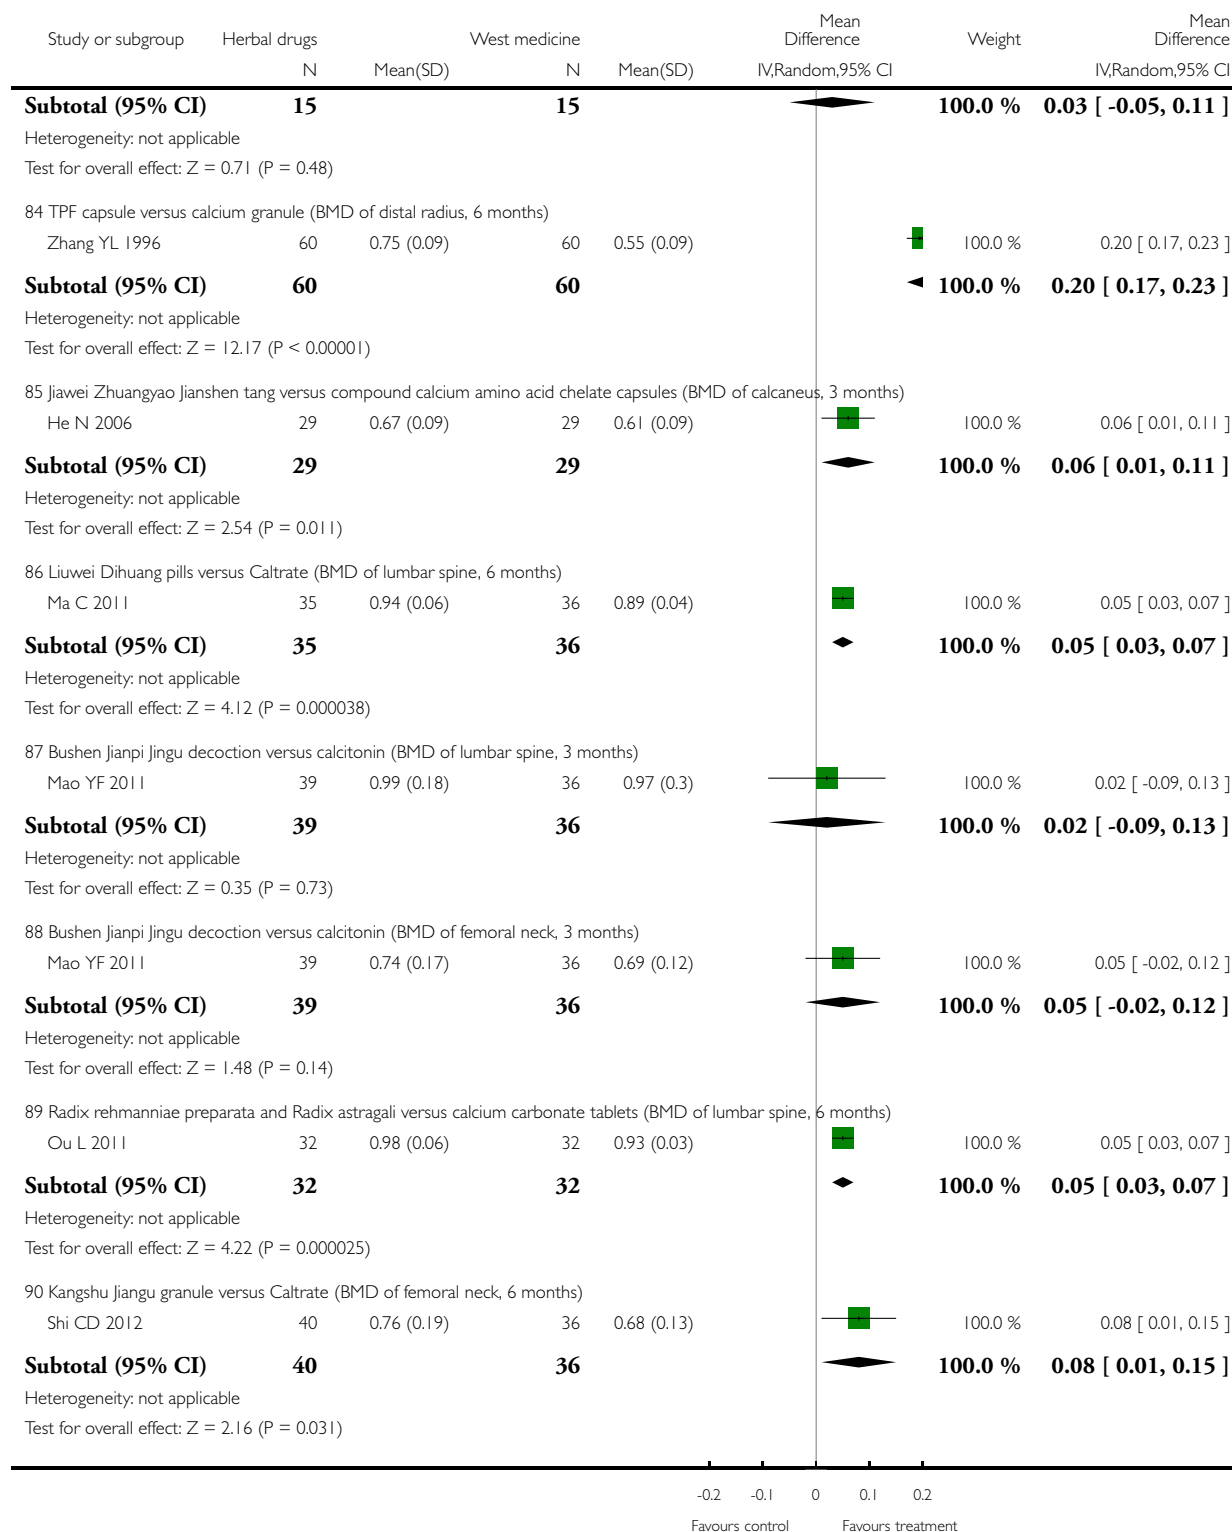 Study or subgroup Herbal drugs West medicine Mean Difference Weight Mean Difference
N Mean(SD) N Mean(SD) IV,Random,95% CI IV,Random,95% CI
Subtotal (95% CI) 15 15 100.0 % 0.03 [ -0.05, 0.11 ]
Heterogeneity: not applicable
Test for overall effect: Z = 0.71 (P = 0.48)
84 TPF capsule versus calcium granule (BMD of distal radius, 6 months)
Zhang YL 1996 60 0.75 (0.09) 60 0.55 (0.09) 100.0 % 0.20 [ 0.17, 0.23 ]
Subtotal (95% CI) 60 60 100.0 % 0.20 [ 0.17, 0.23 ]
Heterogeneity: not applicable
Test for overall effect: Z = 12.17 (P < 0.00001)
85 Jiawei Zhuangyao Jianshen tang versus compound calcium amino acid chelate capsules (BMD of calcaneus, 3 months)
He N 2006 29 0.67 (0.09) 29 0.61 (0.09) 100.0 % 0.06 [ 0.01, 0.11 ]
Subtotal (95% CI) 29 29 100.0 % 0.06 [ 0.01, 0.11 ]
Heterogeneity: not applicable
Test for overall effect: Z = 2.54 (P = 0.011)
86 Liuwei Dihuang pills versus Caltrate (BMD of lumbar spine, 6 months)
Ma C 2011 35 0.94 (0.06) 36 0.89 (0.04) 100.0 % 0.05 [ 0.03, 0.07 ]
Subtotal (95% CI) 35 36 100.0 % 0.05 [ 0.03, 0.07 ]
Heterogeneity: not applicable
Test for overall effect: Z = 4.12 (P = 0.000038)
87 Bushen Jianpi Jingu decoction versus calcitonin (BMD of lumbar spine, 3 months)
Mao YF 2011 39 0.99 (0.18) 36 0.97 (0.3) 100.0 % 0.02 [ -0.09, 0.13 ]
Subtotal (95% CI) 39 36 100.0 % 0.02 [ -0.09, 0.13 ]
Heterogeneity: not applicable
Test for overall effect: Z = 0.35 (P = 0.73)
88 Bushen Jianpi Jingu decoction versus calcitonin (BMD of femoral neck, 3 months)
Mao YF 2011 39 0.74 (0.17) 36 0.69 (0.12) 100.0 % 0.05 [ -0.02, 0.12 ]
Subtotal (95% CI) 39 36 100.0 % 0.05 [ -0.02, 0.12 ]
Heterogeneity: not applicable
Test for overall effect: Z = 1.48 (P = 0.14)
89 Radix rehmanniae preparata and Radix astragali versus calcium carbonate tablets (BMD of lumbar spine, 6 months)
Ou L 2011 32 0.98 (0.06) 32 0.93 (0.03) 100.0 % 0.05 [ 0.03, 0.07 ]
Subtotal (95% CI) 32 32 100.0 % 0.05 [ 0.03, 0.07 ]
Heterogeneity: not applicable
Test for overall effect: Z = 4.22 (P = 0.000025)
90 Kangshu Jiangu granule versus Caltrate (BMD of femoral neck, 6 months)
Shi CD 2012 40 0.76 (0.19) 36 0.68 (0.13) 100.0 % 0.08 [ 0.01, 0.15 ]
Subtotal (95% CI) 40 36 100.0 % 0.08 [ 0.01, 0.15 ]
Heterogeneity: not applicable
Test for overall effect: Z = 2.16 (P = 0.031)
-0.2 -0.1 0 0.1 0.2
Favours control Favours treatment